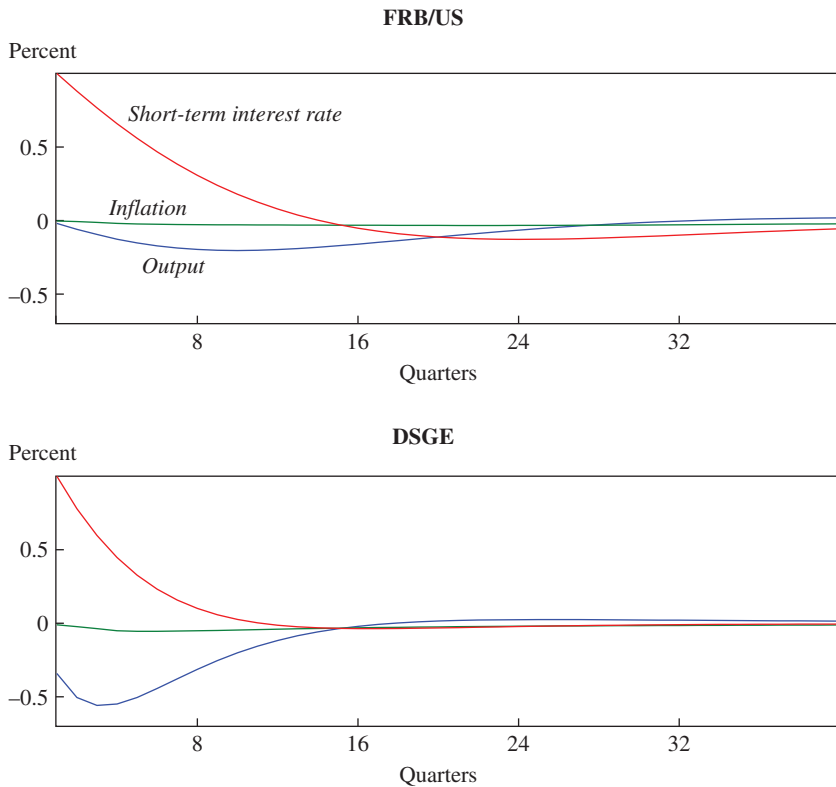 FRB/US
Percent
Short-term interest rate
0.5
Inflation
0
Output
–0.5
8 16 24 32
Quarters
DSGE
Percent
0.5
0
–0.5
8 16 24 32
Quarters